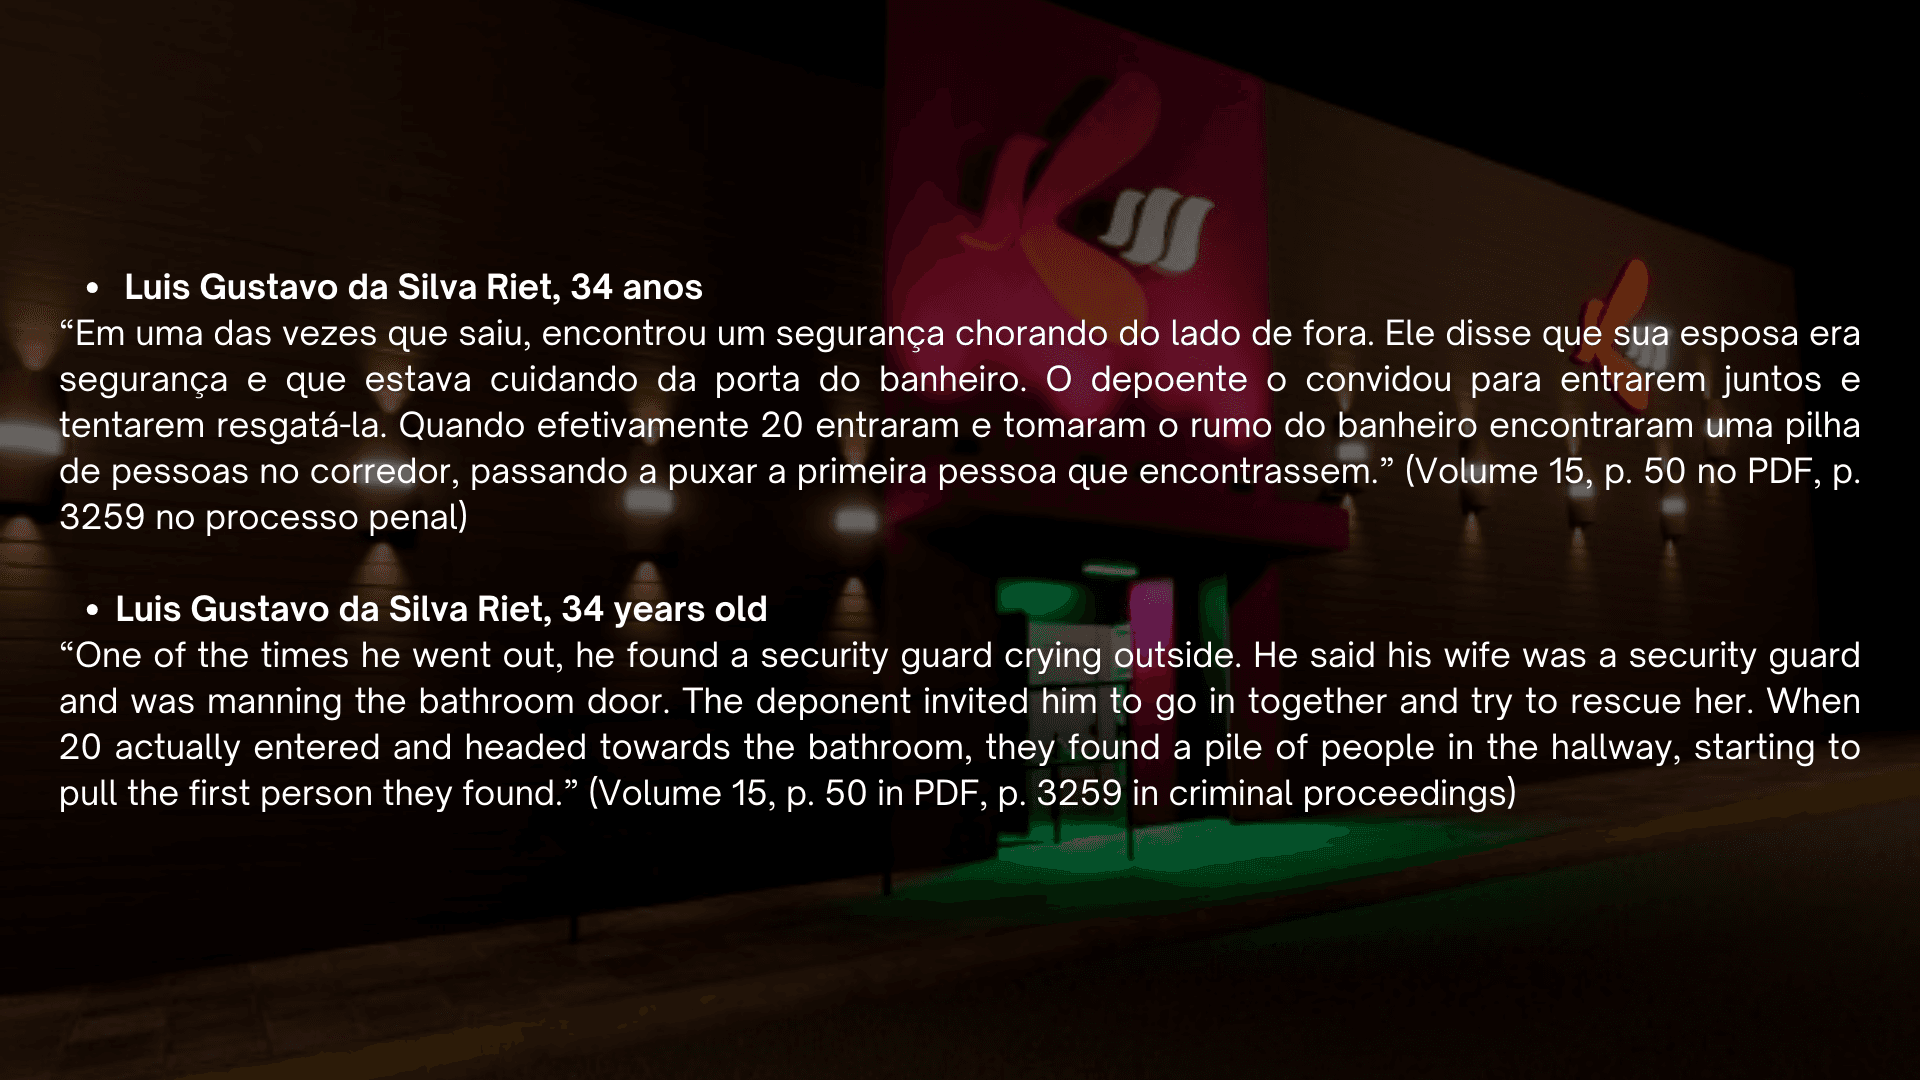 • Luis Gustavo da Silva Riet, 34 anos
“Em uma das vezes que saiu, encontrou um segurança chorando do lado de fora. Ele disse que sua esposa era
segurança e que estava cuidando da porta do banheiro. O depoente o convidou para entrarem juntos e
tentarem resgatá-la. Quando efetivamente 20 entraram e tomaram o rumo do banheiro encontraram uma pilha
de pessoas no corredor, passando a puxar a primeira pessoa que encontrassem.” (Volume 15, p. 50 no PDF, p.
3259 no processo penal)
• Luis Gustavo da Silva Riet, 34 years old
“One of the times he went out, he found a security guard crying outside. He said his wife was a security guard
and was manning the bathroom door. The deponent invited him to go in together and try to rescue her. When
20 actually entered and headed towards the bathroom, they found a pile of people in the hallway, starting to
pull the first person they found.” (Volume 15, p. 50 in PDF, p. 3259 in criminal proceedings)